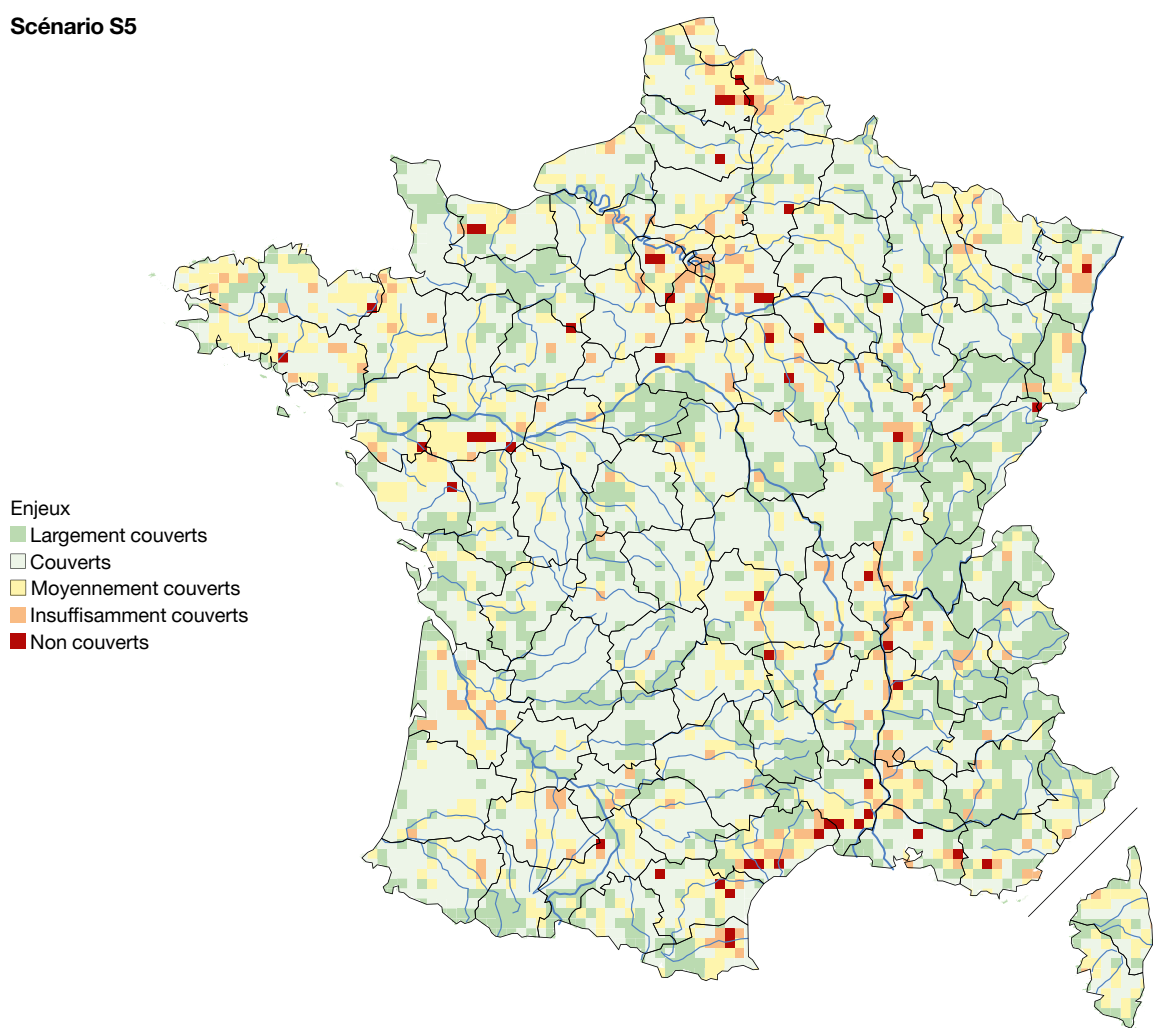 Scénario S5
Enjeux
Largement couverts
Couverts
Moyennement couverts
Insuffisamment couverts
Non couverts